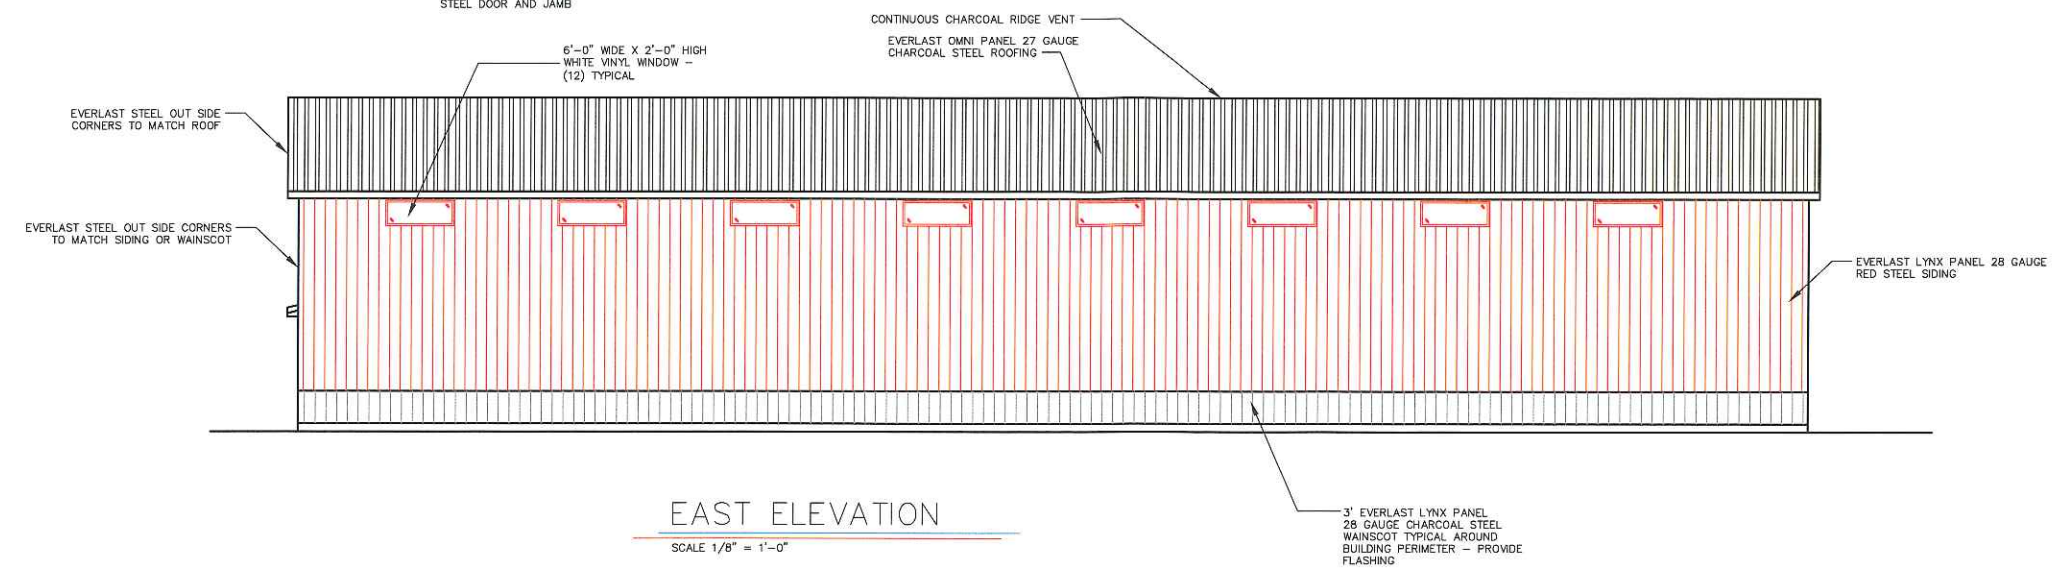 STEEL DOOR AND JAMB
CONTINUOUS CHARCOAL RIDGE VENT
EVERLAST OMNI PANEL 27 GAUGE
CHARCOAL STEEL ROOFING
6'-0" WIDE X 2'-0" HIGH
WHITE VINYL WINDOW -
(12) TYPICAL
EVERLAST STEEL OUT SIDE
CORNERS TO MATCH ROOF
EVERLAST STEEL OUT SIDE CORNERS
TO MATCH SIDING OR WAINSCOT
EVERLAST LYNX PANEL 28 GAUGE
RED STEEL SIDING
3' EVERLAST LYNX PANEL
28 GAUGE CHARCOAL STEEL
WAINSCOT TYPICAL AROUND
BUILDING PERIMETER - PROVIDE
FLASHING
EAST ELEVATION
SCALE 1/8" = 1'-0"